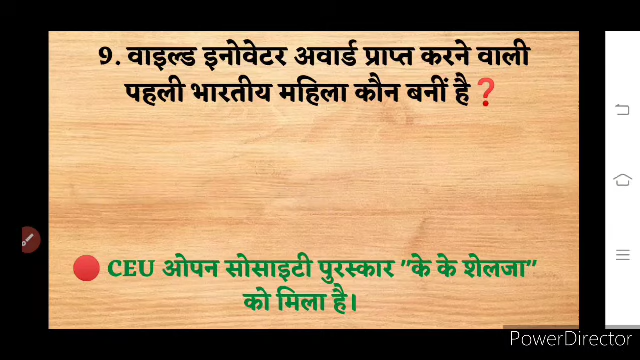 9. वाइल्ड इनोवेटर अवार्ड प्राप्त करने वाली
पहली भारतीय महिला कौन बनीं है❓
🔴 CEU ओपन सोसाइटी पुरस्कार "के के शेलजा"
को मिला है।
PowerDirector